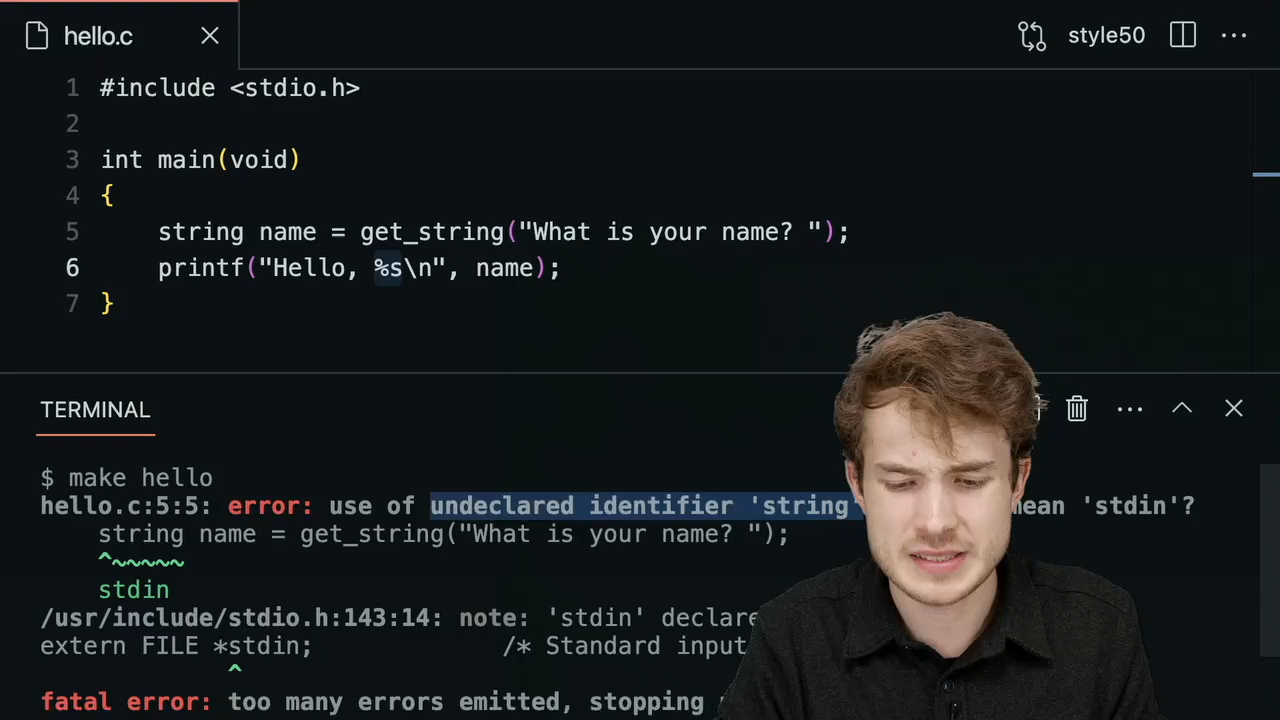 hello.c
style50
1 #include <stdio.h>
2
3 int main(void)
4 {
5 string name = get_string("What is your name? ");
6 printf("Hello, %s\n", name);
7 }
TERMINAL
$ make hello
hello.c:5:5: error: use of undeclared identifier 'string mean 'stdin'?
string name = get_string("What is your name? ");
^~~~~~
stdin
/usr/include/stdio.h:143:14: note: 'stdin' declare
extern FILE *stdin; /* Standard input
^
fatal error: too many errors emitted, stopping